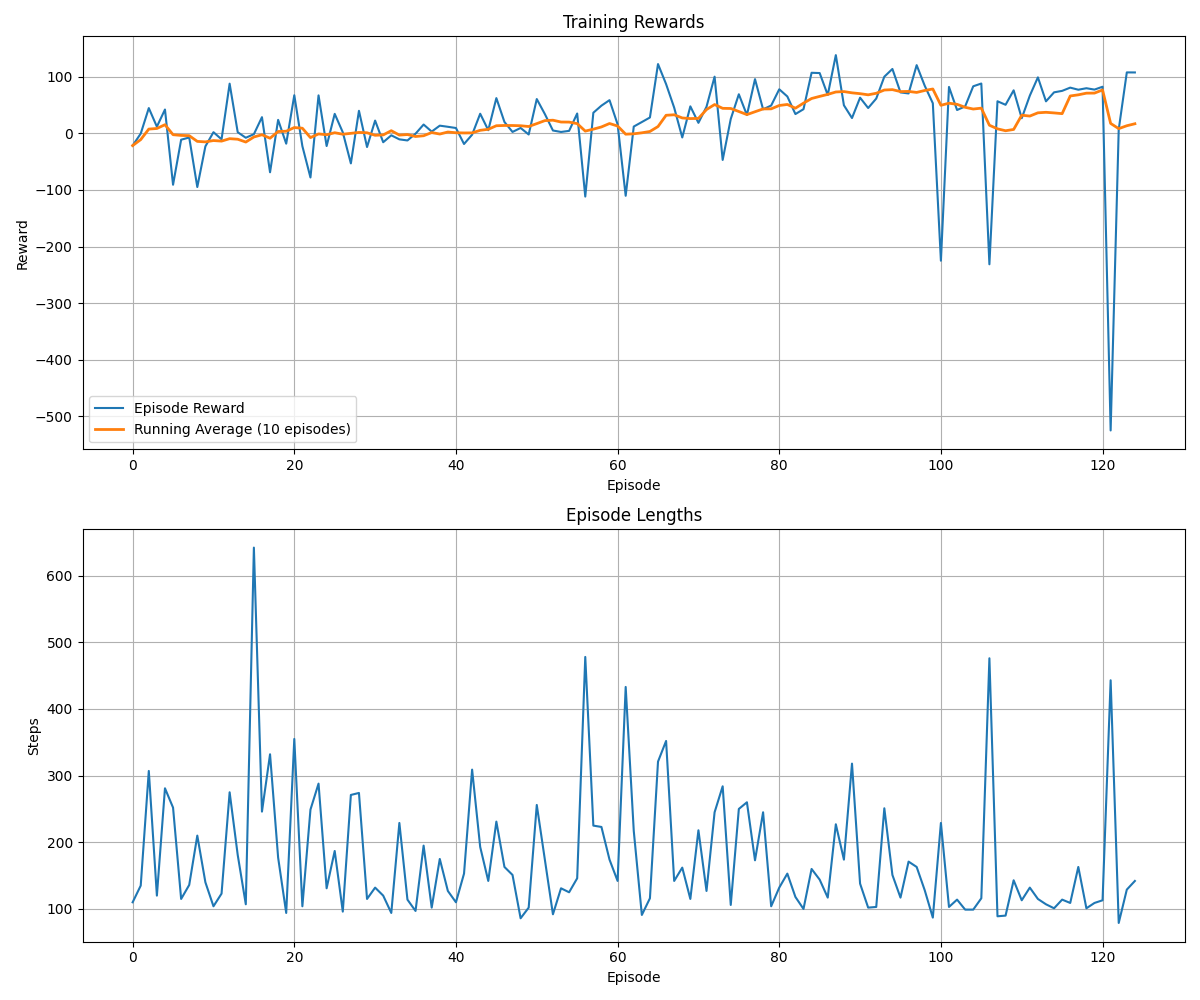 Training Rewards
100
0
−100
−200
−300
−400
−500
Reward
Episode Reward
Running Average (10 episodes)
0 20 40 60 80 100 120
Episode
Episode Lengths
600
500
400
300
200
100
Steps
0 20 40 60 80 100 120
Episode